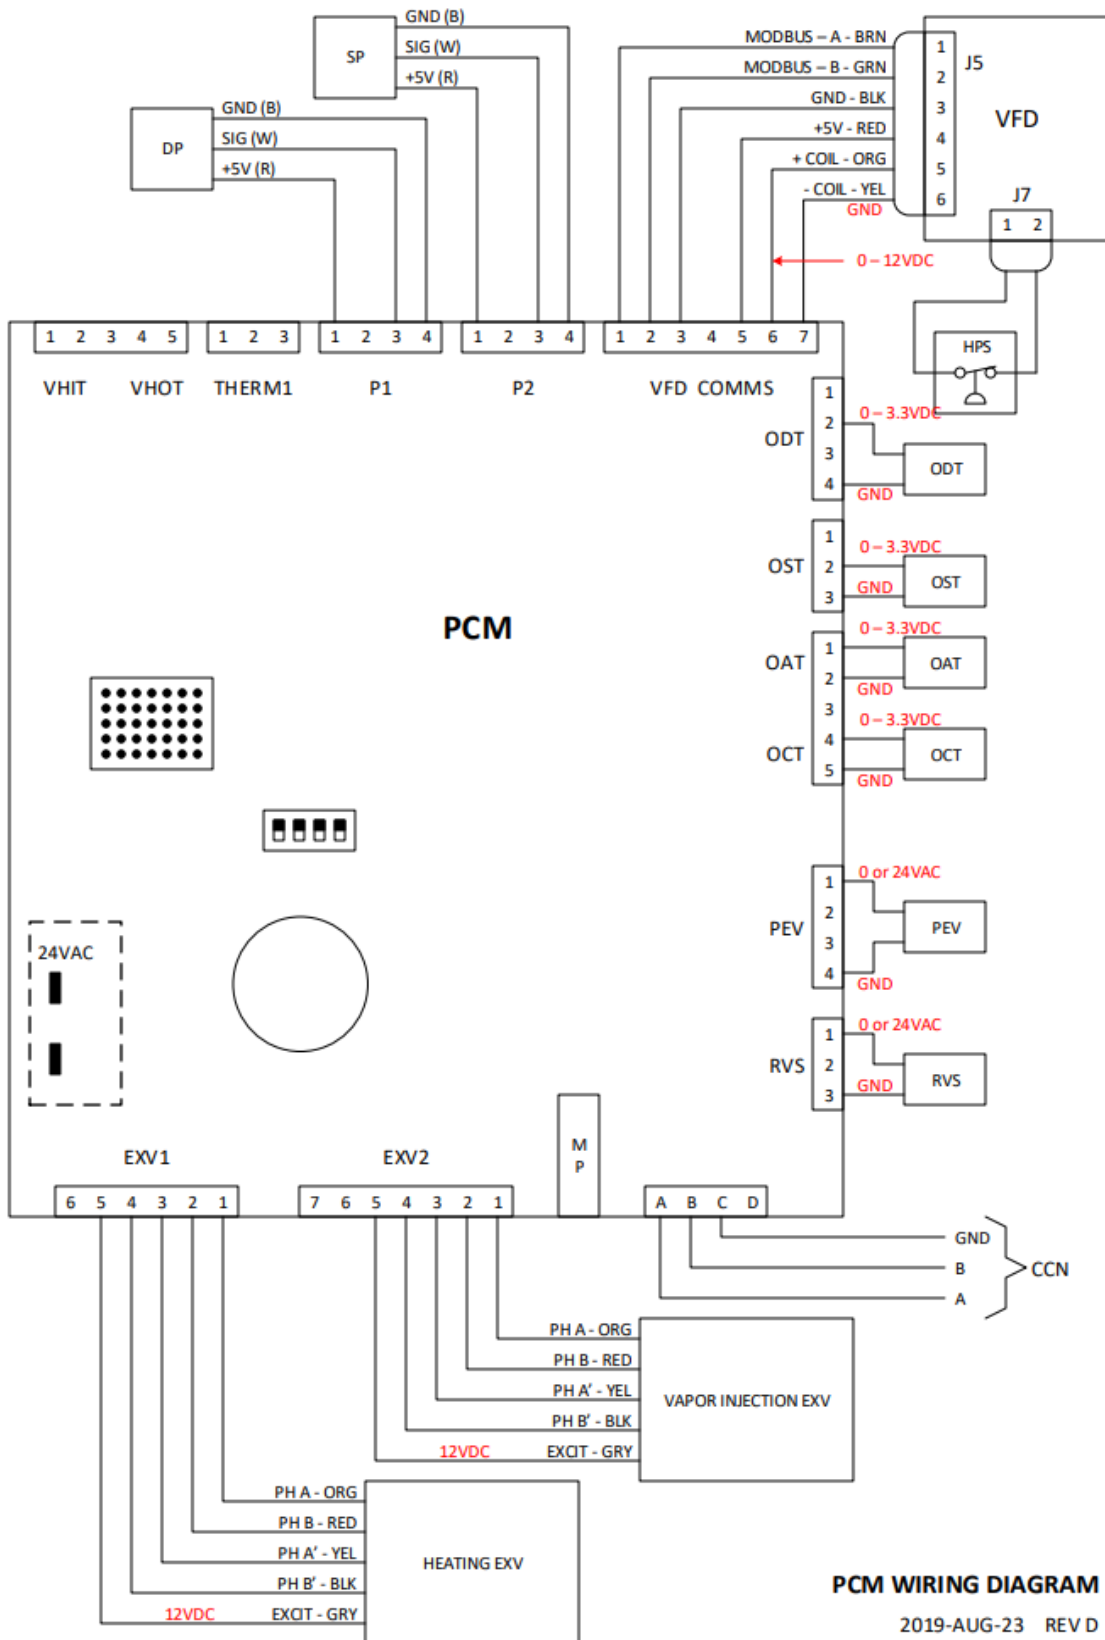 GND (B)
SIG (W)
+5V (R)
SP
GND (B)
SIG (W)
+5V (R)
DP
MODBUS – A - BRN
MODBUS – B - GRN
GND - BLK
+5V - RED
+ COIL - ORG
- COIL - YEL
GND
0 – 12VDC
1
2
3
4
5
6
J5
VFD
J7
1 2
HPS
1 2 3 4 5
1 2 3
1 2 3 4
1 2 3 4
1 2 3 4 5 6 7
VHIT VHOT THERM1 P1 P2 VFD COMMS
ODT
1
2
3
4
0 – 3.3VDC
GND
ODT
OST
1
2
3
0 – 3.3VDC
GND
OST
PCM
OAT
OCT
1
2
3
4
5
0 – 3.3VDC
GND
OAT
0 – 3.3VDC
GND
OCT
PEV
1
2
3
4
0 or 24VAC
GND
PEV
24VAC
RVS
1
2
3
0 or 24VAC
GND
RVS
EXV1
6 5 4 3 2 1
EXV2
7 6 5 4 3 2 1
M
P
A B C D
GND
B
A
CCN
PH A - ORG
PH B - RED
PH A' - YEL
PH B' - BLK
12VDC EXCIT - GRY
VAPOR INJECTION EXV
PH A - ORG
PH B - RED
PH A' - YEL
PH B' - BLK
12VDC EXCIT - GRY
HEATING EXV
PCM WIRING DIAGRAM
2019-AUG-23 REV D